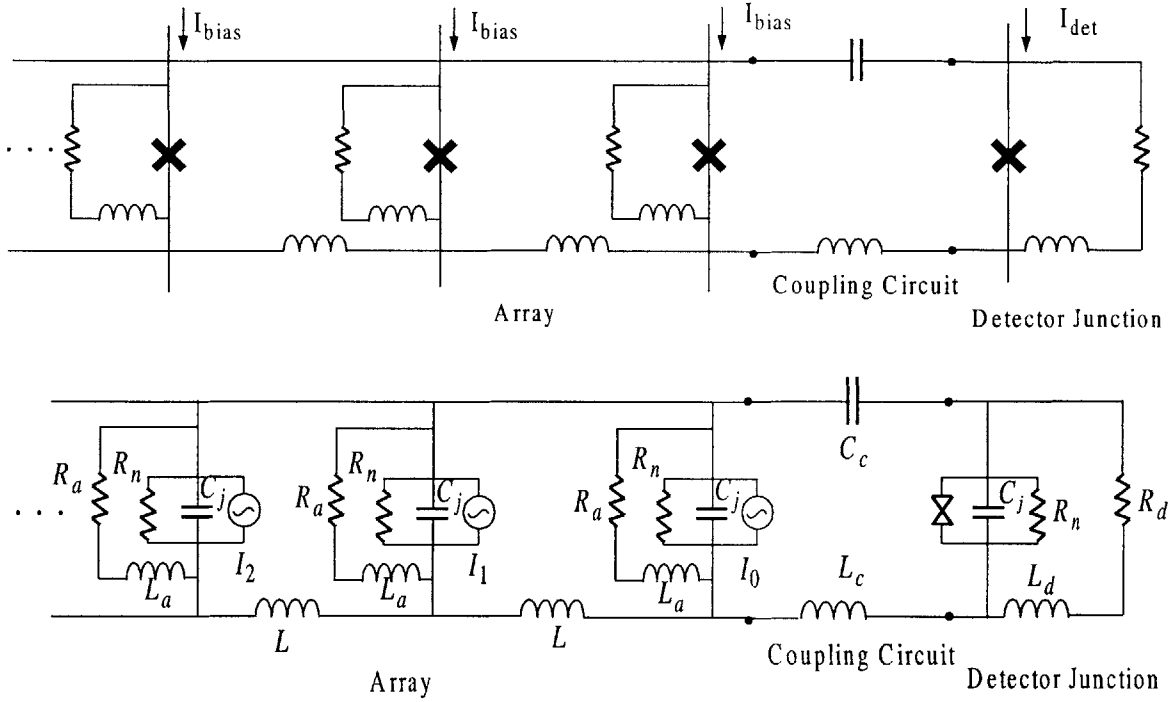 I_bias
I_bias
I_bias
I_det
. . .
Coupling Circuit
Array
Detector Junction
C_c
R_a
R_n
C_j
R_a
R_n
C_j
R_a
R_n
C_j
C_j
R_n
R_d
. . .
I_2
I_1
I_0
L_a
L_a
L_a
L_c
L_d
L
L
Coupling Circuit
Array
Detector Junction